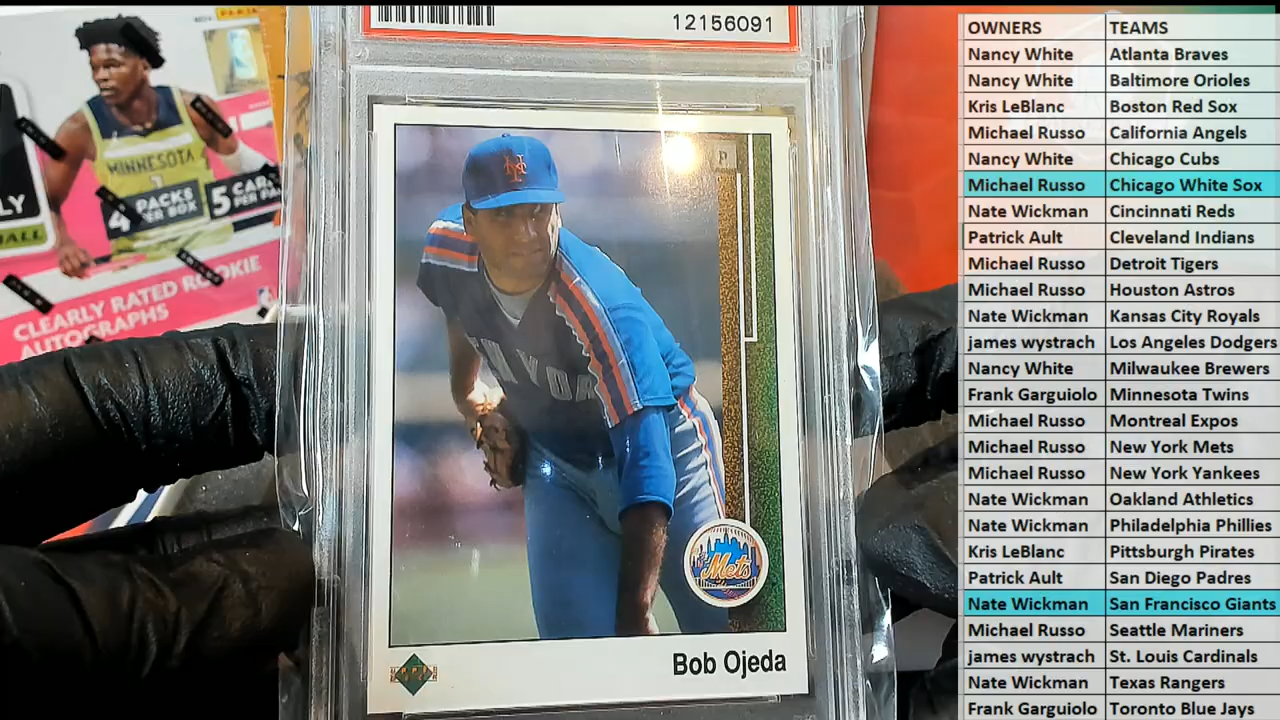 12156091
MINNESOTA
4 PACKS
PER BOX
LY
CLEARLY RATED ROOKIE
AUTOGRAPHS
P
NY
Mets
Bob Ojeda
OWNERS TEAMS
Nancy White Atlanta Braves
Nancy White Baltimore Orioles
Kris LeBlanc Boston Red Sox
Michael Russo California Angels
Nancy White Chicago Cubs
Michael Russo Chicago White Sox
Nate Wickman Cincinnati Reds
Patrick Ault Cleveland Indians
Michael Russo Detroit Tigers
Michael Russo Houston Astros
Nate Wickman Kansas City Royals
james wystrach Los Angeles Dodgers
Nancy White Milwaukee Brewers
Frank Garguiolo Minnesota Twins
Michael Russo Montreal Expos
Michael Russo New York Mets
Michael Russo New York Yankees
Nate Wickman Oakland Athletics
Nate Wickman Philadelphia Phillies
Kris LeBlanc Pittsburgh Pirates
Patrick Ault San Diego Padres
Nate Wickman San Francisco Giants
Michael Russo Seattle Mariners
james wystrach St. Louis Cardinals
Nate Wickman Texas Rangers
Frank Garguiolo Toronto Blue Jays